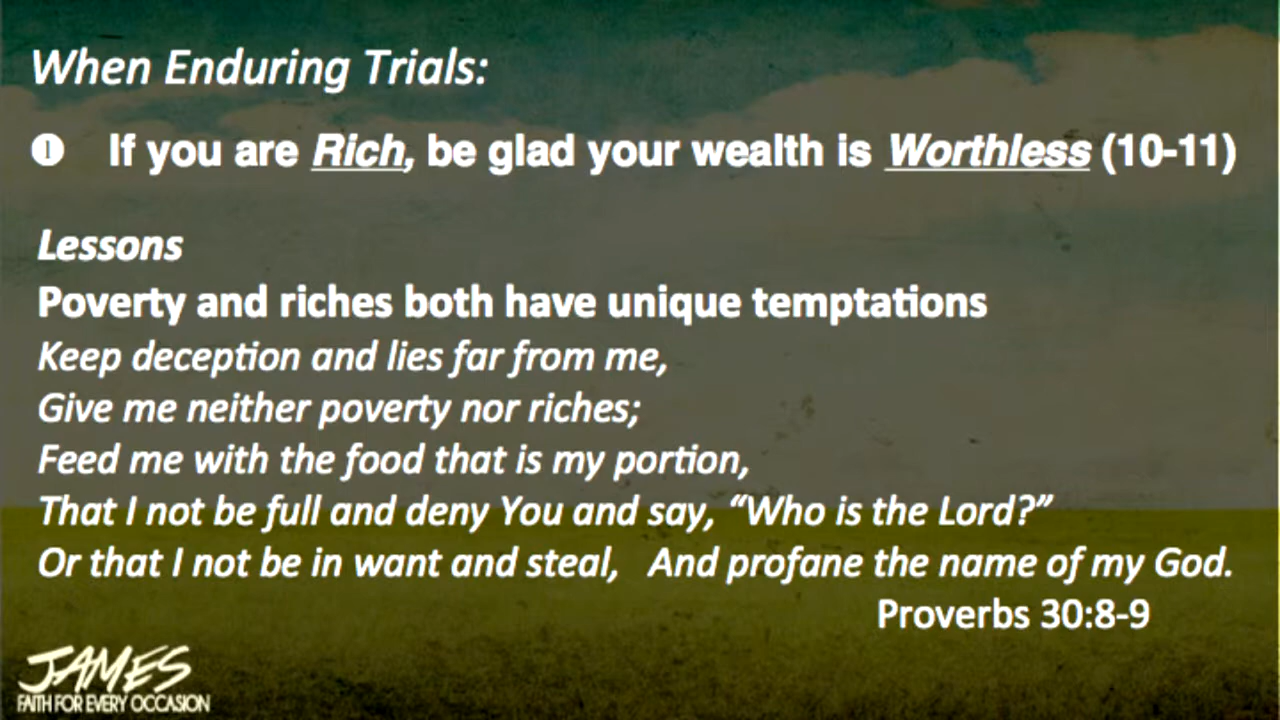 When Enduring Trials:
❶ If you are Rich, be glad your wealth is Worthless (10-11)
Lessons
Poverty and riches both have unique temptations
Keep deception and lies far from me,
Give me neither poverty nor riches;
Feed me with the food that is my portion,
That I not be full and deny You and say, “Who is the Lord?”
Or that I not be in want and steal, And profane the name of my God.
Proverbs 30:8-9
JAMES
FAITH FOR EVERY OCCASION